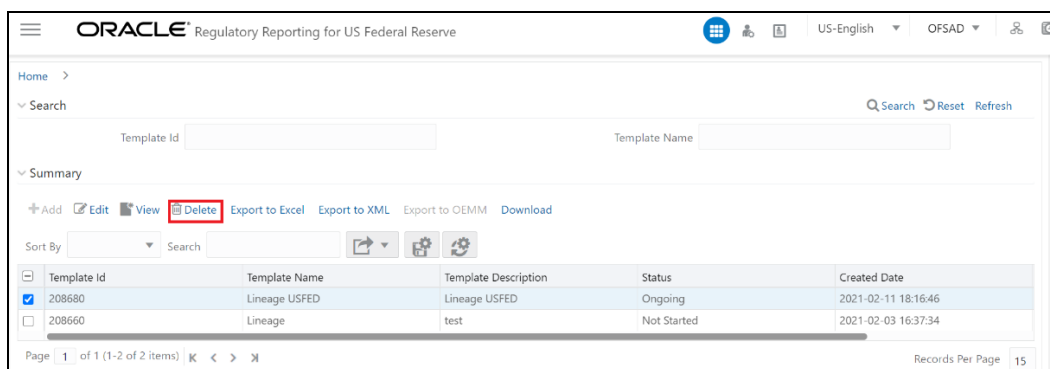 ORACLE® Regulatory Reporting for US Federal Reserve US-English OFSAD
Home >
Search Search Reset Refresh
Template Id Template Name
Summary
Add Edit View Delete Export to Excel Export to XML Export to OEMM Download
Sort By Search
Template Id Template Name Template Description Status Created Date
208680 Lineage USFED Lineage USFED Ongoing 2021-02-11 18:16:46
208660 Lineage test Not Started 2021-02-03 16:37:34
Page 1 of 1 (1-2 of 2 items) Records Per Page 15